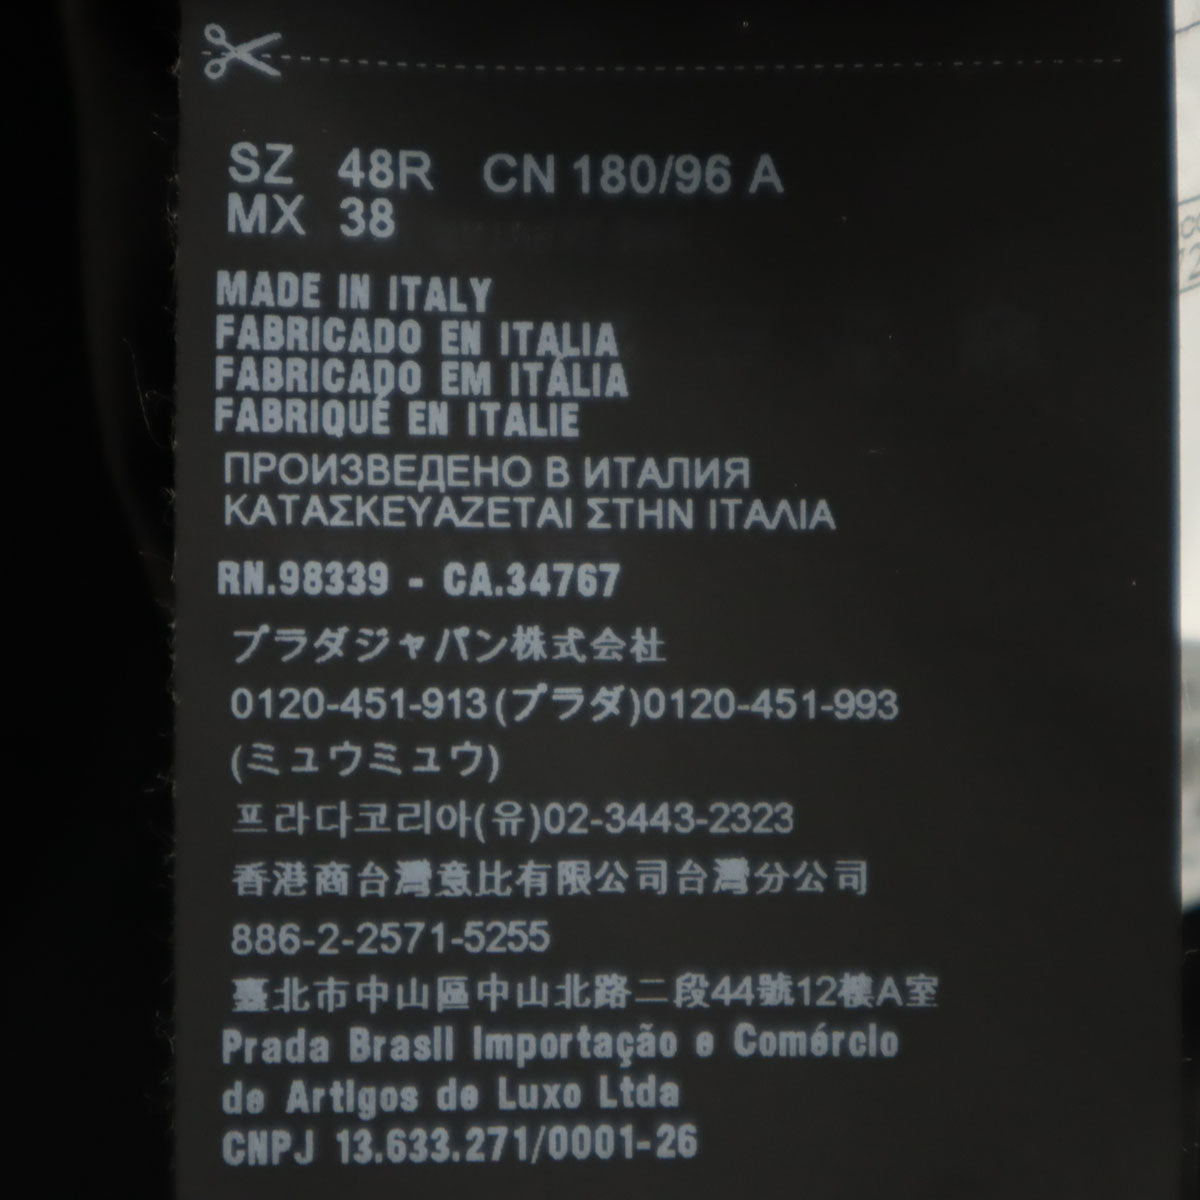 SZ 48R CN 180/96 A
MX 38
MADE IN ITALY
FABRICADO EN ITALIA
FABRICADO EM ITÁLIA
FABRIQUÉ EN ITALIE
ПРОИЗВЕДЕНО В ИТАЛИЯ
ΚΑΤΑΣΚΕΥΑΖΕΤΑΙ ΣΤΗΝ ΙΤΑΛΙΑ
RN.98339 - CA.34767
プラダジャパン株式会社
0120-451-913(プラダ)0120-451-993
(ミュウミュウ)
프라다코리아(유)02-3443-2323
香港商台灣意比有限公司台灣分公司
886-2-2571-5255
臺北市中山區中山北路二段44號12樓A室
Prada Brasil Importação e Comércio
de Artigos de Luxo Ltda
CNPJ 13.633.271/0001-26